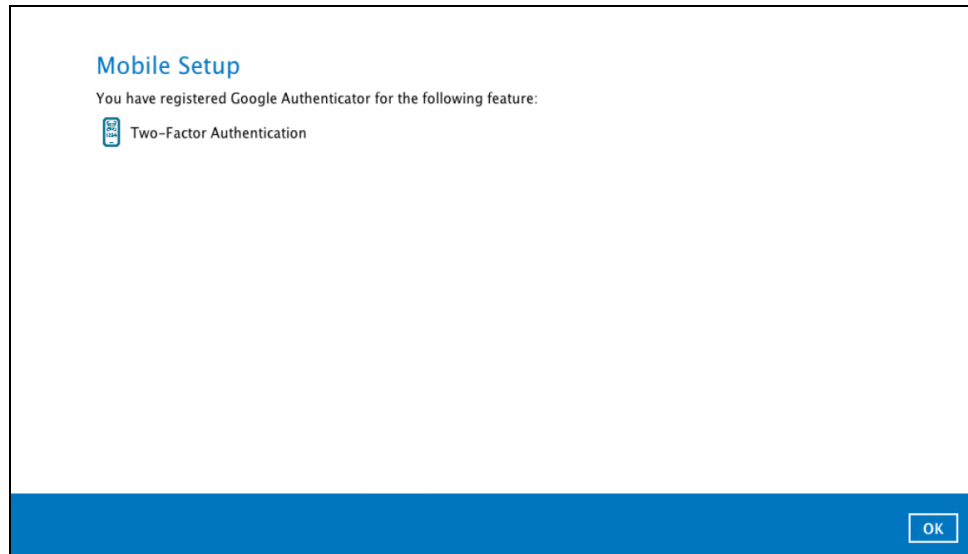 Mobile Setup
You have registered Google Authenticator for the following feature:
Two-Factor Authentication
OK